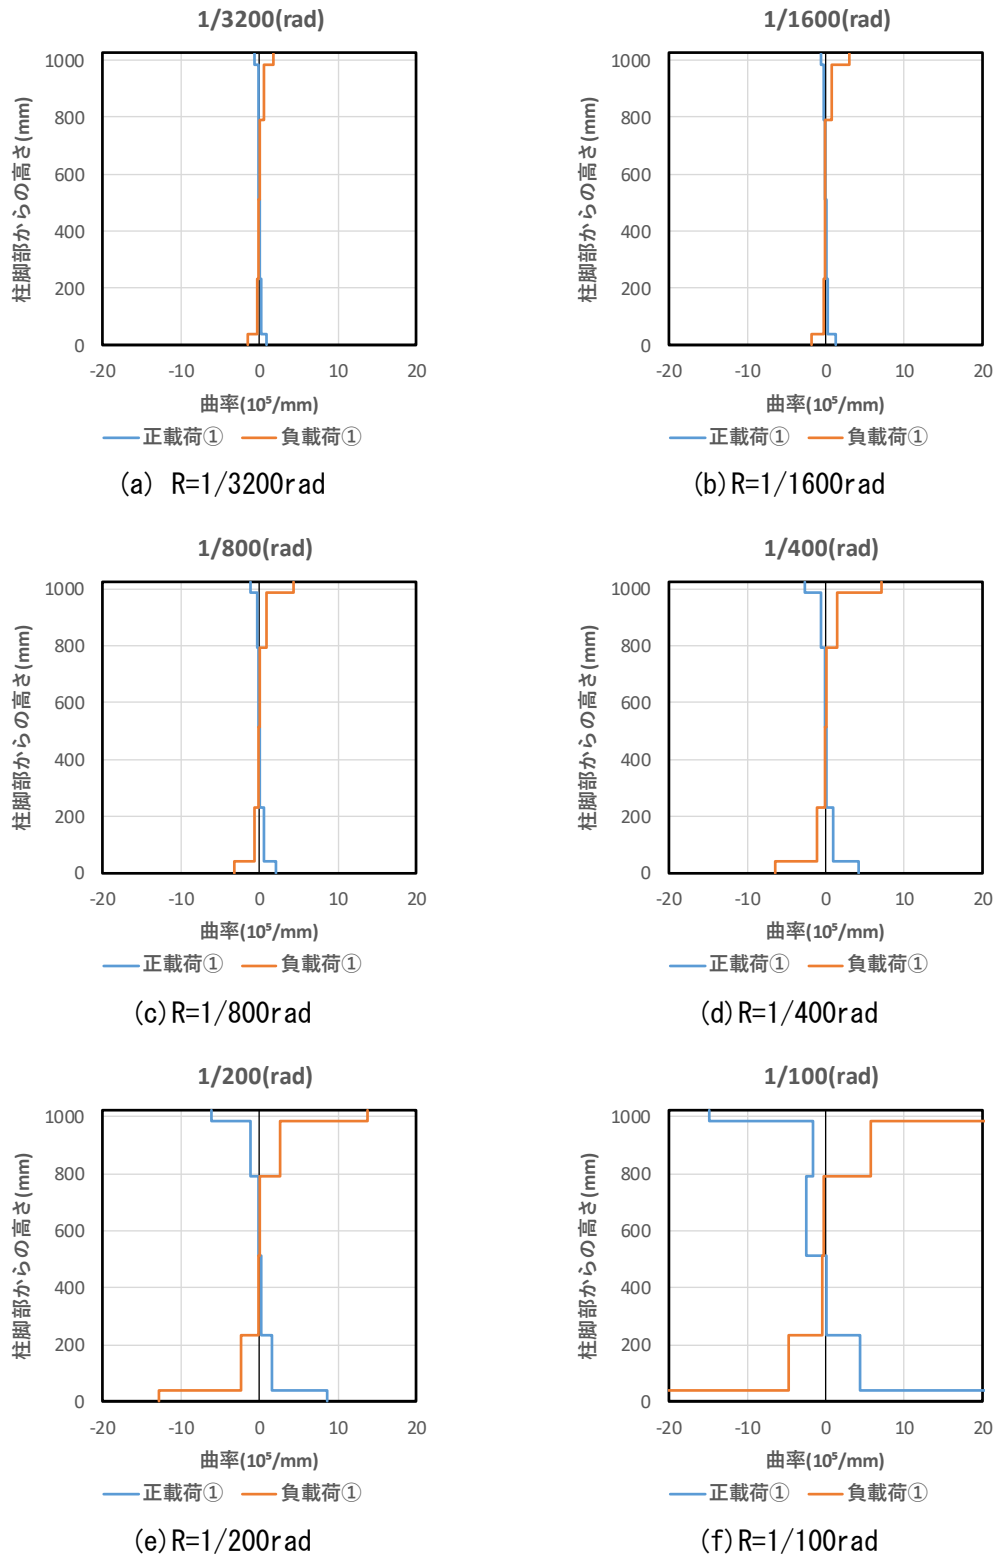 1/3200(rad)
柱脚部からの高さ(mm)
1000
800
600
400
200
0
-20 -10 0 10 20
曲率(10⁵/mm)
正載荷① 負載荷①
(a) R=1/3200rad
1/1600(rad)
柱脚部からの高さ(mm)
1000
800
600
400
200
0
-20 -10 0 10 20
曲率(10⁵/mm)
正載荷① 負載荷①
(b)R=1/1600rad
1/800(rad)
柱脚部からの高さ(mm)
1000
800
600
400
200
0
-20 -10 0 10 20
曲率(10⁵/mm)
正載荷① 負載荷①
(c)R=1/800rad
1/400(rad)
柱脚部からの高さ(mm)
1000
800
600
400
200
0
-20 -10 0 10 20
曲率(10⁵/mm)
正載荷① 負載荷①
(d)R=1/400rad
1/200(rad)
柱脚部からの高さ(mm)
1000
800
600
400
200
0
-20 -10 0 10 20
曲率(10⁵/mm)
正載荷① 負載荷①
(e)R=1/200rad
1/100(rad)
柱脚部からの高さ(mm)
1000
800
600
400
200
0
-20 -10 0 10 20
曲率(10⁵/mm)
正載荷① 負載荷①
(f)R=1/100rad